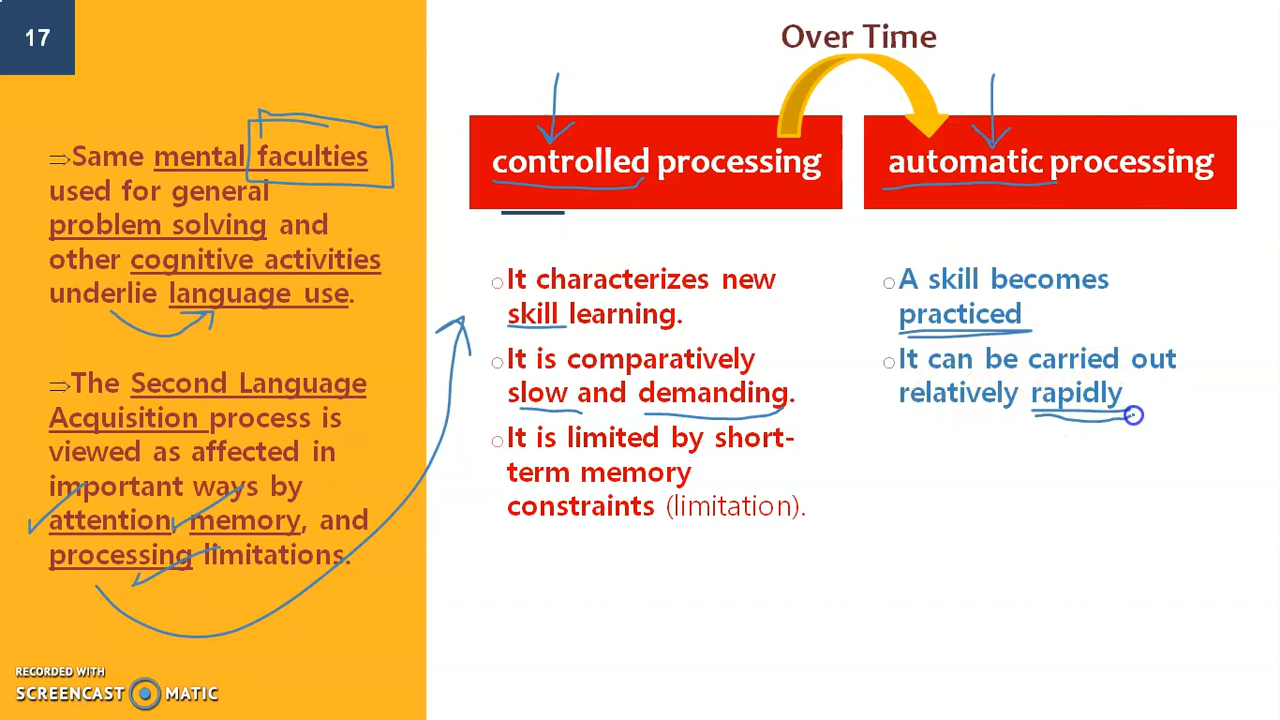 17
⇒Same mental faculties
used for general
problem solving and
other cognitive activities
underlie language use.
⇒The Second Language
Acquisition process is
viewed as affected in
important ways by
attention, memory, and
processing limitations.
RECORDED WITH
SCREENCAST MATIC
Over Time
controlled processing
○It characterizes new
skill learning.
○It is comparatively
slow and demanding.
○It is limited by short-
term memory
constraints (limitation).
automatic processing
○A skill becomes
practiced
○It can be carried out
relatively rapidly